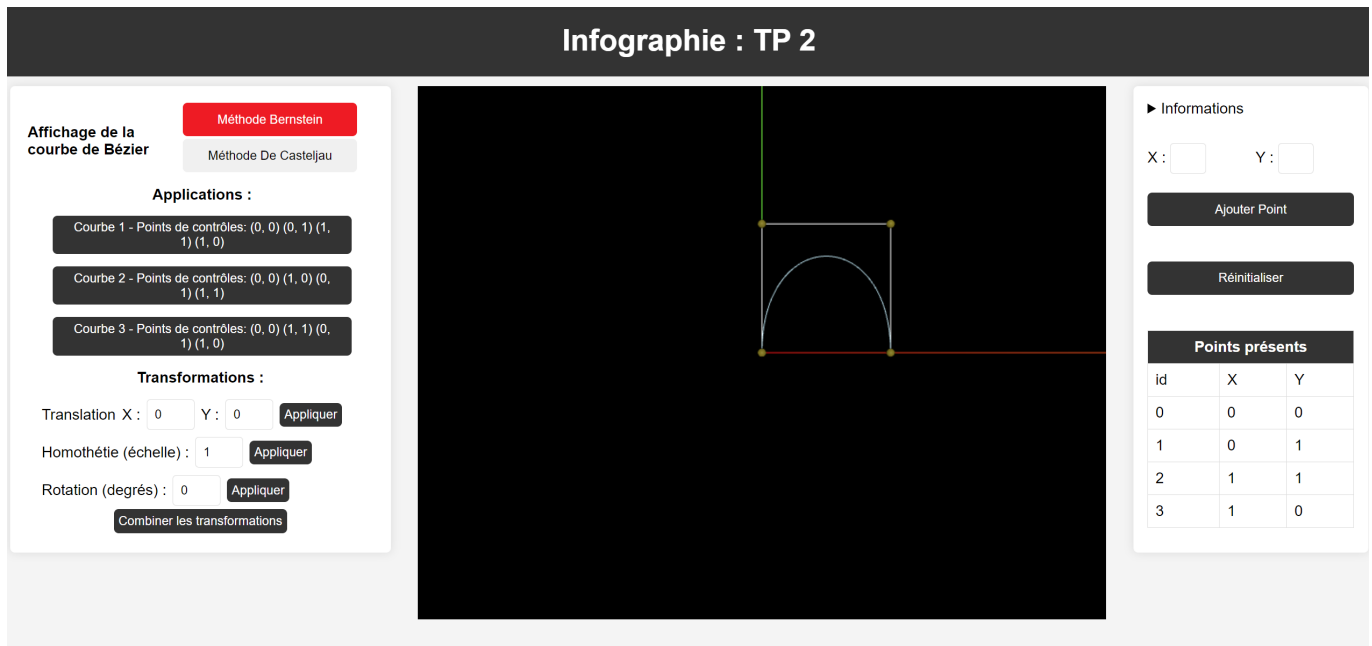 Infographie : TP 2
Affichage de la
courbe de Bézier
Méthode Bernstein
Méthode De Casteljau
Applications :
Courbe 1 - Points de contrôles: (0, 0) (0, 1) (1,
1) (1, 0)
Courbe 2 - Points de contrôles: (0, 0) (1, 0) (0,
1) (1, 1)
Courbe 3 - Points de contrôles: (0, 0) (1, 1) (0,
1) (1, 0)
Transformations :
Translation X : 0 Y : 0 Appliquer
Homothétie (échelle) : 1 Appliquer
Rotation (degrés) : 0 Appliquer
Combiner les transformations
Informations
X : Y :
Ajouter Point
Réinitialiser
Points présents
id X Y
0 0 0
1 0 1
2 1 1
3 1 0